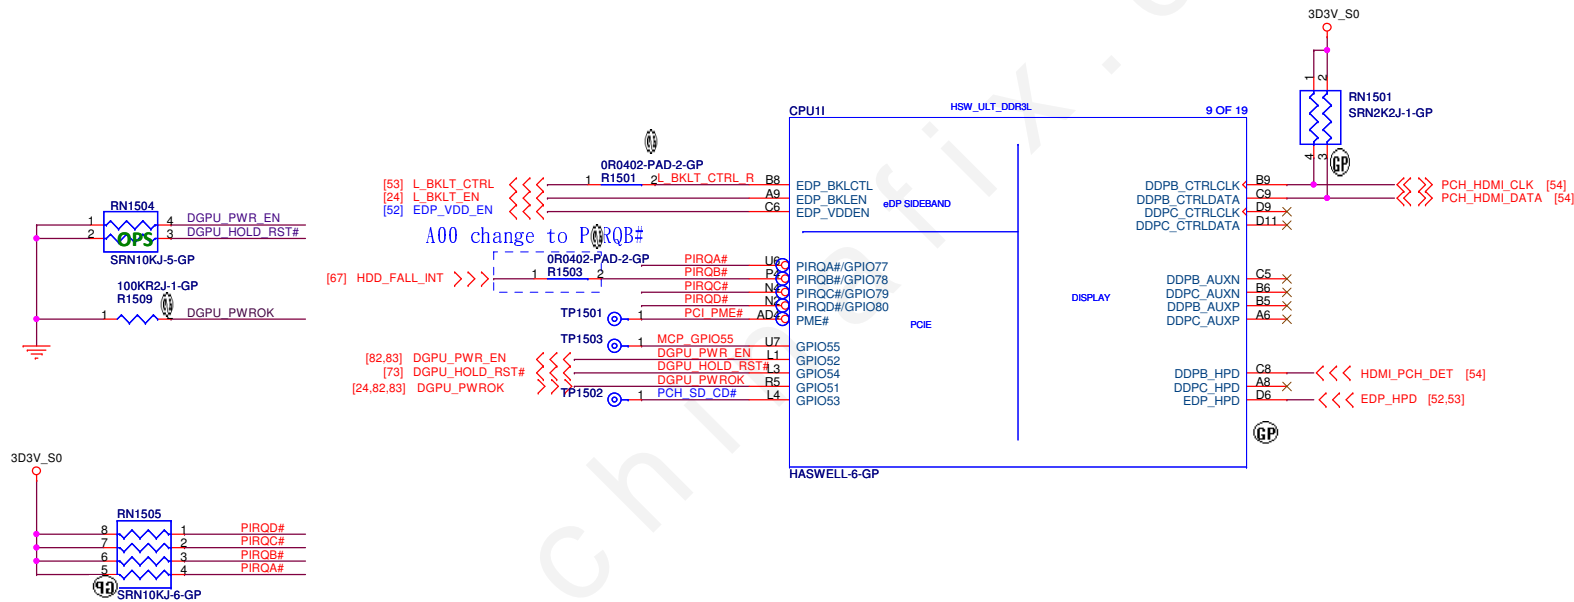 3D3V_S0
RN1501
SRN2K2J-1-GP
1 2
4 3
GP
CPU1I
HSW_ULT_DDR3L
9 OF 19
0R0402-PAD-2-GP
1 R1501 2 L_BKLT_CTRL_R B8 EDP_BKLCTL
[53] L_BKLT_CTRL
[24] L_BKLT_EN A9 EDP_BKLEN
[52] EDP_VDD_EN C6 EDP_VDDEN
eDP SIDEBAND
DDPB_CTRLCLK B9 PCH_HDMI_CLK [54]
DDPB_CTRLDATA C9 PCH_HDMI_DATA [54]
DDPC_CTRLCLK D9
DDPC_CTRLDATA D11
RN1504
1 4 DGPU_PWR_EN
2 3 DGPU_HOLD_RST#
OPS
SRN10KJ-5-GP
100KR2J-1-GP
R1509
1 DGPU_PWROK
A00 change to PIRQB#
0R0402-PAD-2-GP
[67] HDD_FALL_INT 1 R1503 2
PIRQA# U6 PIRQA#/GPIO77
PIRQB# P4 PIRQB#/GPIO78
PIRQC# N4 PIRQC#/GPIO79
PIRQD# N2 PIRQD#/GPIO80
TP1501 1 PCI_PME# AD4 PME#
PCIE
DISPLAY
TP1503 1 MCP_GPIO55 U7 GPIO55
[82,83] DGPU_PWR_EN DGPU_PWR_EN L1 GPIO52
[73] DGPU_HOLD_RST# DGPU_HOLD_RST# L3 GPIO54
[24,82,83] DGPU_PWROK DGPU_PWROK R5 GPIO51
TP1502 1 PCH_SD_CD# L4 GPIO53
DDPB_AUXN C5
DDPC_AUXN B6
DDPB_AUXP B5
DDPC_AUXP A6
DDPB_HPD C8 HDMI_PCH_DET [54]
DDPC_HPD A8
EDP_HPD D6 EDP_HPD [52,53]
GP
HASWELL-6-GP
3D3V_S0
RN1505
8 1 PIRQD#
7 2 PIRQC#
6 3 PIRQB#
5 4 PIRQA#
GP
SRN10KJ-6-GP
chinafix.c